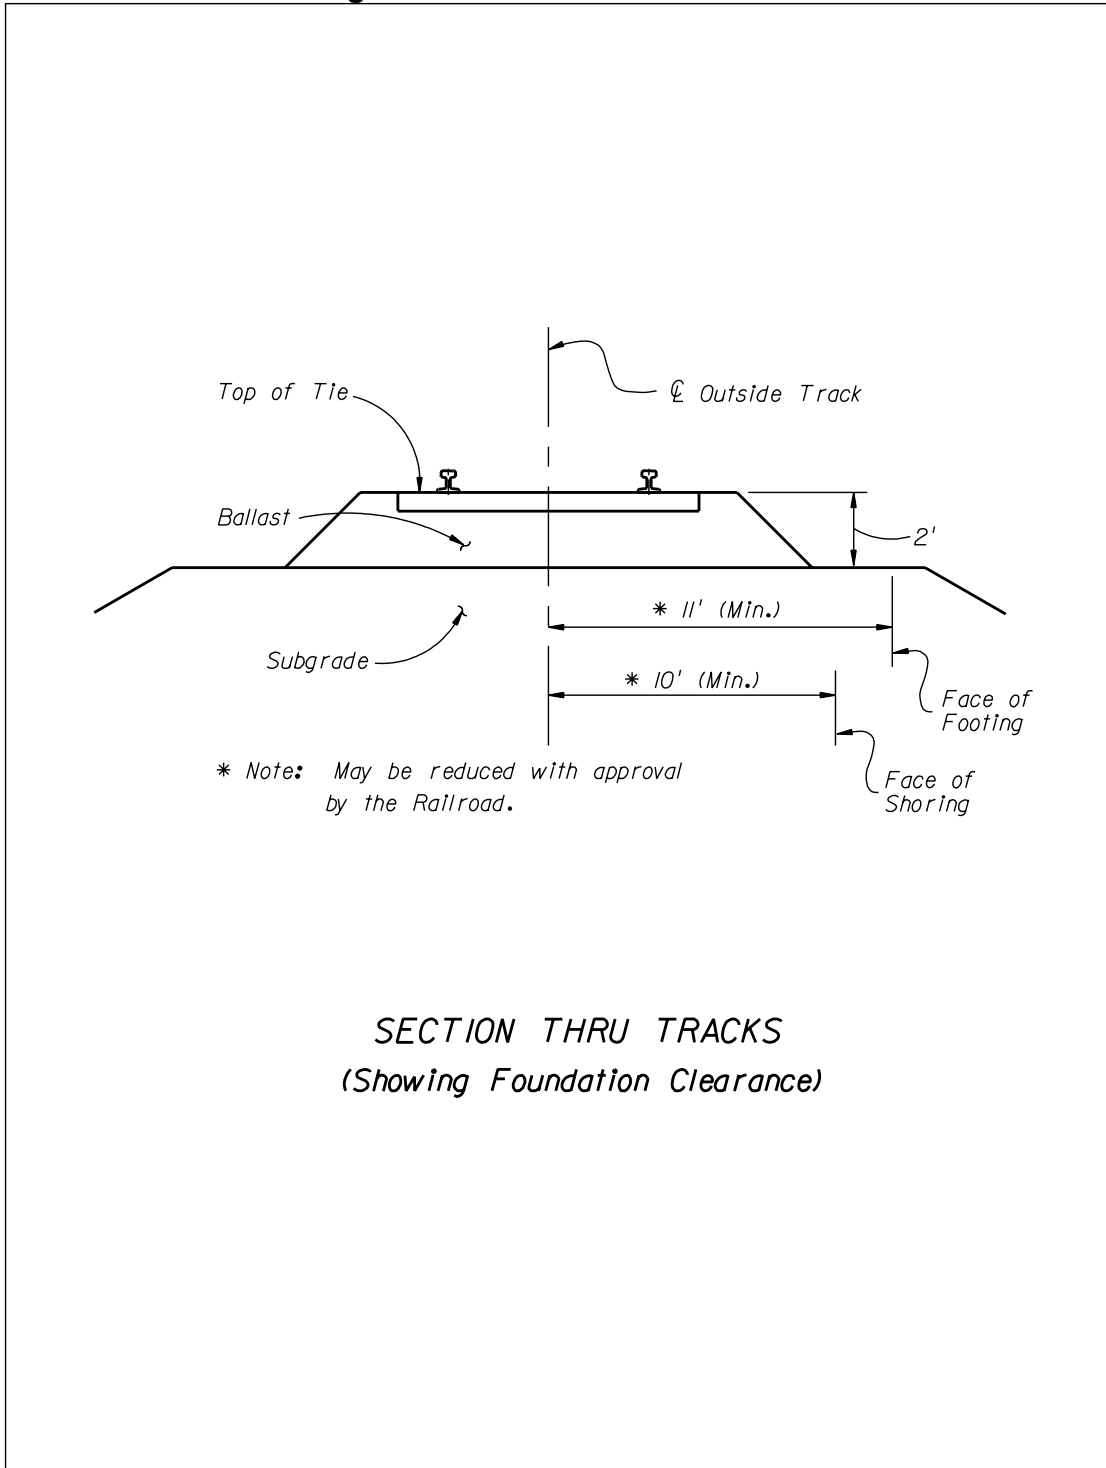 Top of Tie
℄ Outside Track
Ballast
2'
* 11' (Min.)
Subgrade
* 10' (Min.)
Face of
Footing
* Note: May be reduced with approval
by the Railroad.
Face of
Shoring
SECTION THRU TRACKS
(Showing Foundation Clearance)